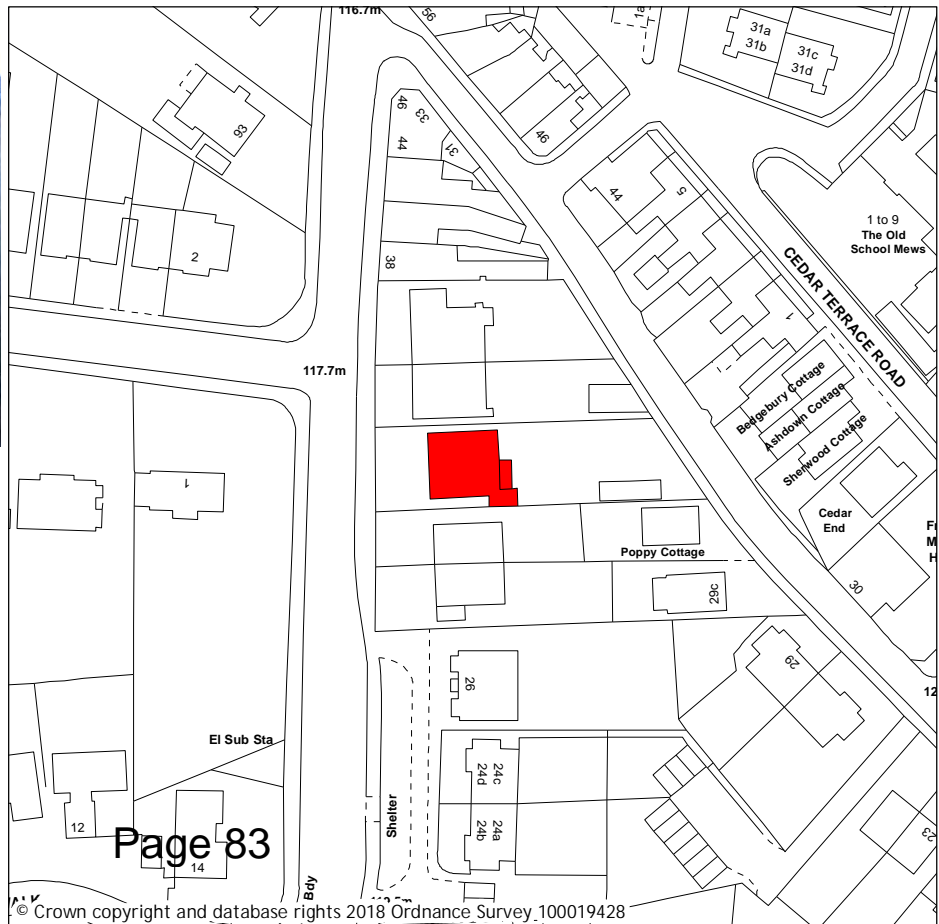 116.7m
56
1a
31a
31b
31c
31d
46
33
44
31
46
93
44
5
1 to 9
The Old
School Mews
2
38
CEDAR TERRACE ROAD
1
117.7m
Bedgebury Cottage
Ashdown Cottage
Sherwood Cottage
1
Cedar
End
Poppy Cottage
29c
30
29
26
El Sub Sta
24d
24c
24b
24a
Shelter
12
14
23
Page 83
Bdy
© Crown copyright and database rights 2018 Ordnance Survey 100019428